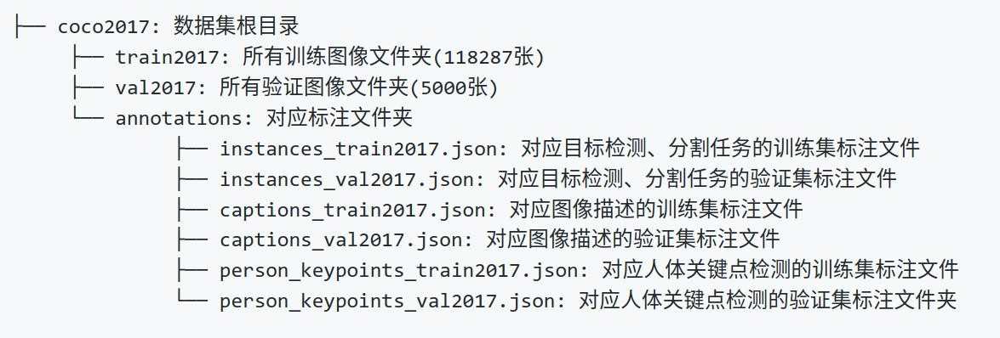 ├── coco2017: 数据集根目录
├── train2017: 所有训练图像文件夹(118287张)
├── val2017: 所有验证图像文件夹(5000张)
└── annotations: 对应标注文件夹
├── instances_train2017.json: 对应目标检测、分割任务的训练集标注文件
├── instances_val2017.json: 对应目标检测、分割任务的验证集标注文件
├── captions_train2017.json: 对应图像描述的训练集标注文件
├── captions_val2017.json: 对应图像描述的验证集标注文件
├── person_keypoints_train2017.json: 对应人体关键点检测的训练集标注文件
└── person_keypoints_val2017.json: 对应人体关键点检测的验证集标注文件夹